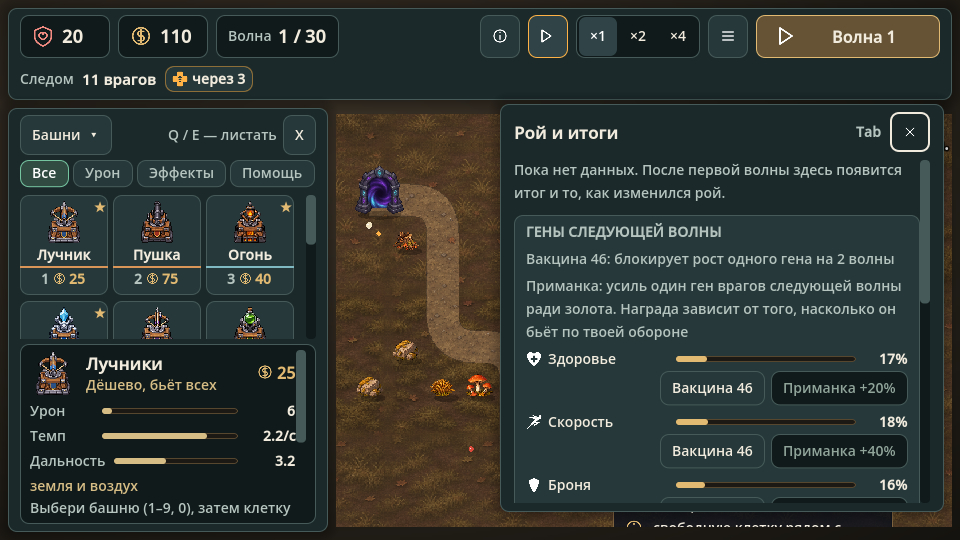 20
110
Волна 1 / 30
×1
×2
×4
Волна 1
Следом 11 врагов через 3
Башни
Q / E — листать
X
Все
Урон
Эффекты
Помощь
Лучник
Пушка
Огонь
1 25
2 75
3 40
Лучники
25
Дёшево, бьёт всех
Урон 6
Темп 2.2/с
Дальность 3.2
земля и воздух
Выбери башню (1–9, 0), затем клетку
Рой и итоги
Tab
Пока нет данных. После первой волны здесь появится
итог и то, как изменился рой.
ГЕНЫ СЛЕДУЮЩЕЙ ВОЛНЫ
Вакцина 46: блокирует рост одного гена на 2 волны
Приманка: усиль один ген врагов следующей волны
ради золота. Награда зависит от того, насколько он
бьёт по твоей обороне
Здоровье 17%
Вакцина 46
Приманка +20%
Скорость 18%
Вакцина 46
Приманка +40%
Броня 16%
свободную клетку рядом с